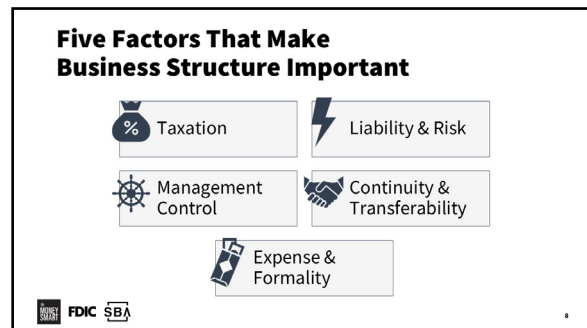 Five Factors That Make
Business Structure Important
%
Taxation
Liability & Risk
Management
Control
Continuity &
Transferability
Expense &
Formality
MONEY
SMART
FDIC
SBA
8